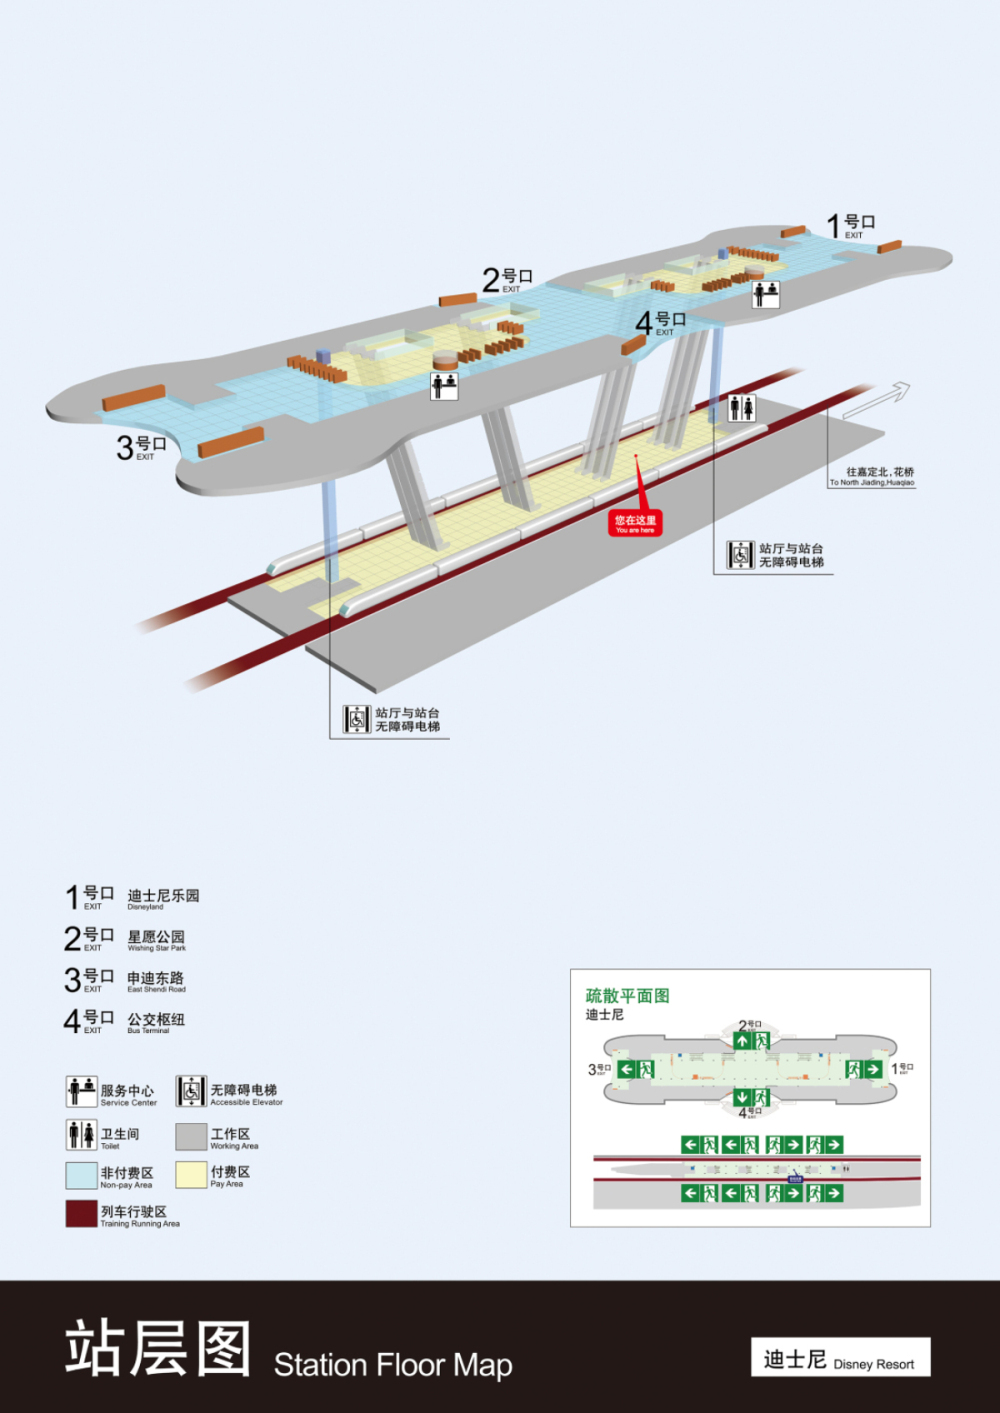 1号口
EXIT
2号口
EXIT
4号口
EXIT
3号口
EXIT
往嘉定北,花桥
To North Jiading,Huaqiao
您在这里
You are here
站厅与站台
无障碍电梯
站厅与站台
无障碍电梯
1号口 迪士尼乐园
EXIT Disneyland
2号口 星愿公园
EXIT Wishing Star Park
3号口 申迪东路
EXIT East Shendi Road
4号口 公交枢纽
EXIT Bus Terminal
服务中心
Service Center
无障碍电梯
Accessible Elevator
卫生间
Toilet
工作区
Working Area
非付费区
Non-pay Area
付费区
Pay Area
列车行驶区
Training Running Area
疏散平面图
迪士尼
2号口
EXIT
3号口
EXIT
1号口
EXIT
4号口
EXIT
站层图 Station Floor Map
迪士尼 Disney Resort